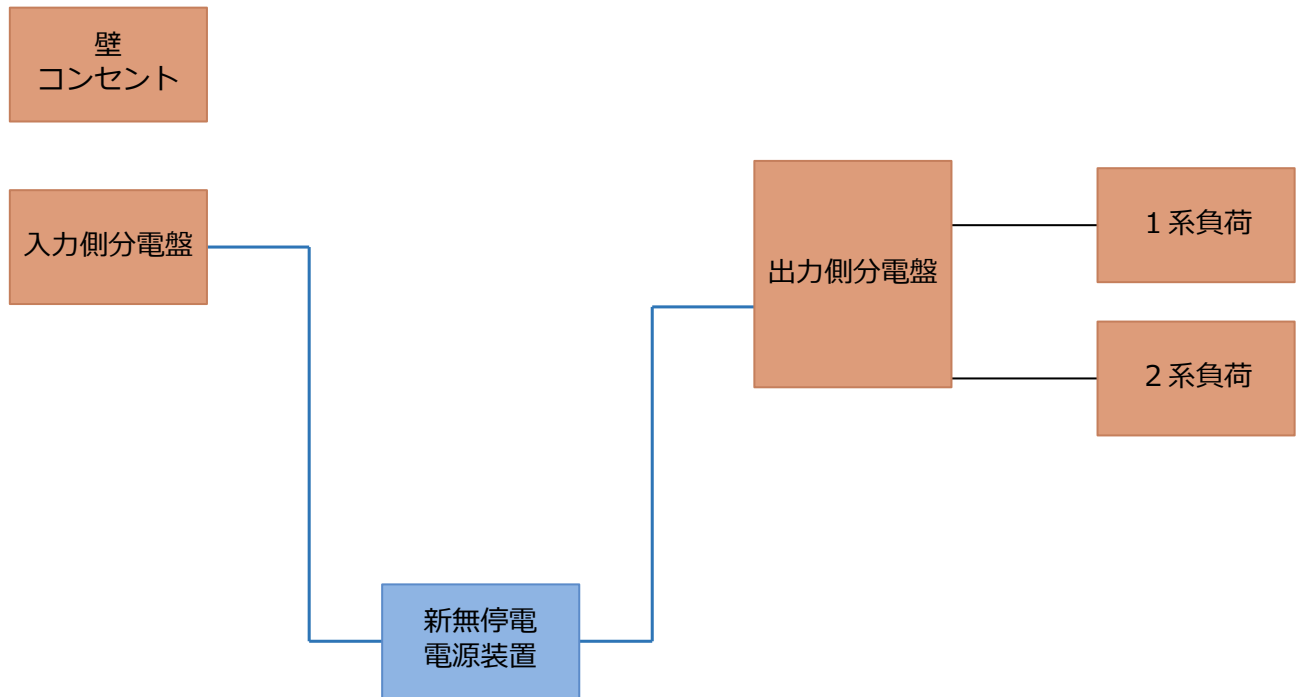 壁
コンセント
入力側分電盤
出力側分電盤
１系負荷
２系負荷
新無停電
電源装置